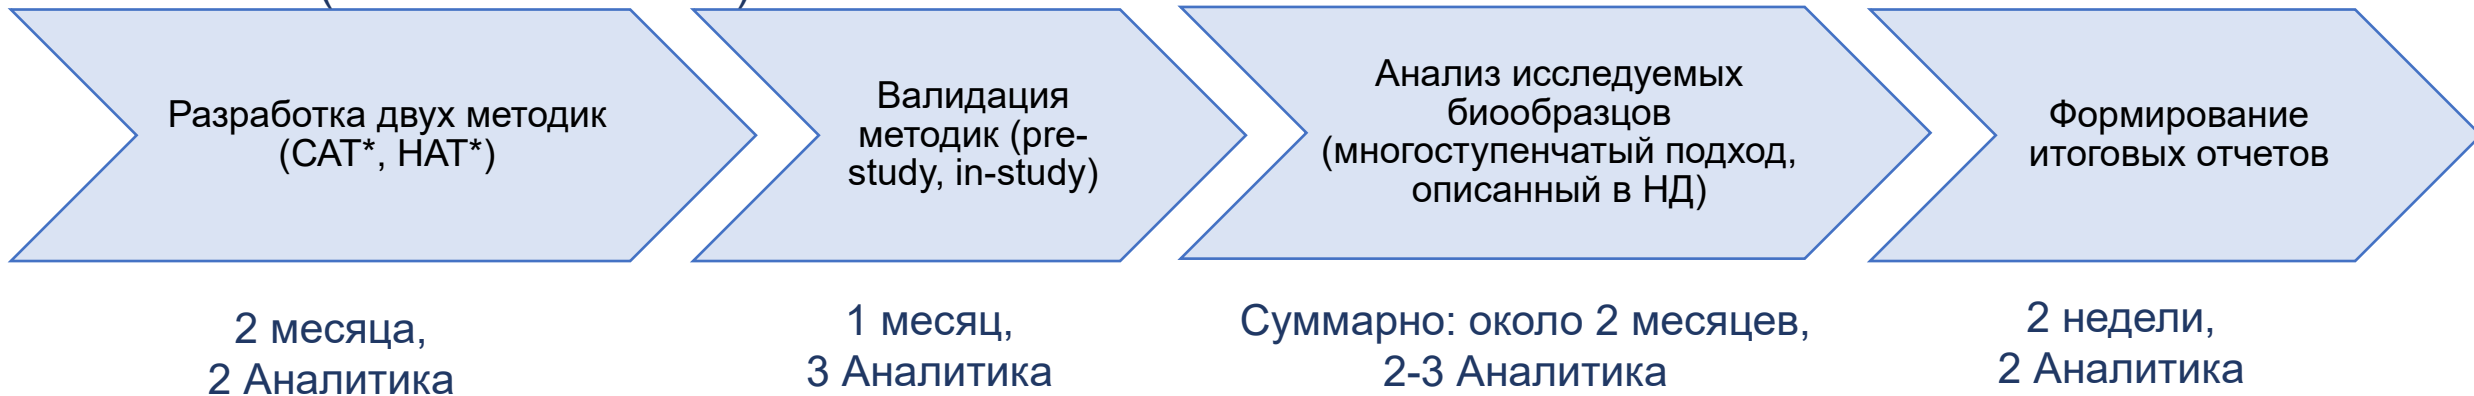 Разработка двух методик
(САТ*, НАТ*)
Валидация
методик (pre-
study, in-study)
Анализ исследуемых
биообразцов
(многоступенчатый подход,
описанный в НД)
Формирование
итоговых отчетов
2 месяца,
2 Аналитика
1 месяц,
3 Аналитика
Суммарно: около 2 месяцев,
2-3 Аналитика
2 недели,
2 Аналитика